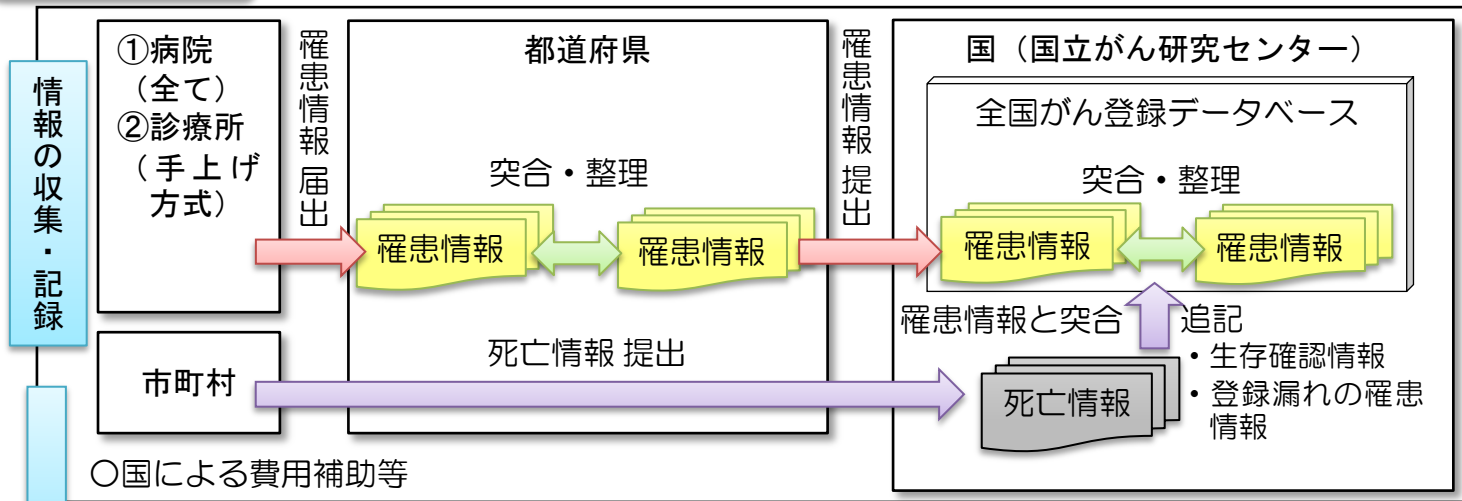 情報の収集・記録
①病院
(全て)
②診療所
(手上げ
方式)
罹患情報 届出
都道府県
突合・整理
罹患情報
罹患情報
罹患情報 提出
国（国立がん研究センター）
全国がん登録データベース
突合・整理
罹患情報
罹患情報
罹患情報と突合
追記
・生存確認情報
・登録漏れの罹患
情報
死亡情報
市町村
死亡情報 提出
〇国による費用補助等